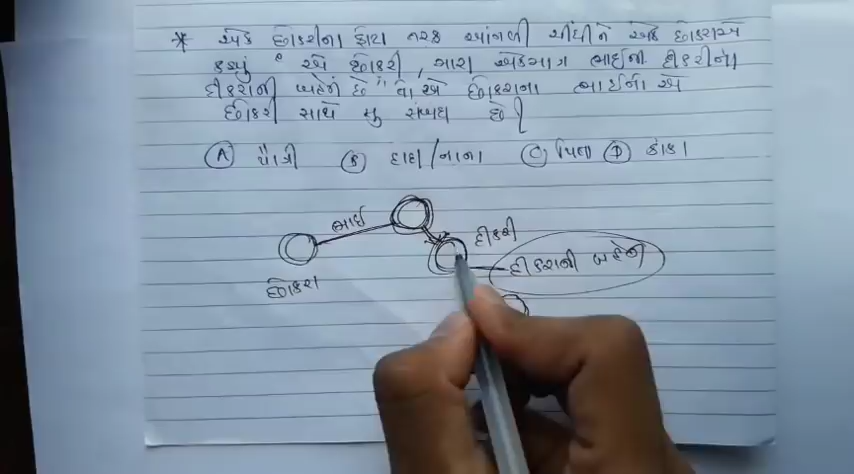 * એક છોકરીના ફોટા તરફ આંગળી ચીંધીને એક છોકરાએ
કહ્યું " એ છોકરી, મારા એકમાત્ર ભાઈની દીકરીના
દીકરાની બહેન છે". તો એ છોકરાના ભાઈના એ
છોકરી સાથે શુ સંબંધ છે?
(A) પૌત્રી (B) દાદા/નાના (C) પિતા (D) કાકા
ભાઈ
દીકરી
દીકરાની બહેન
છોકરા